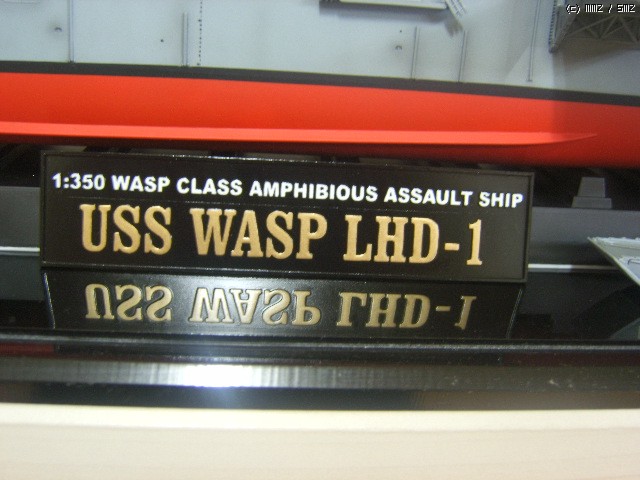 1:350 WASP CLASS AMPHIBIOUS ASSAULT SHIP
USS WASP LHD-1